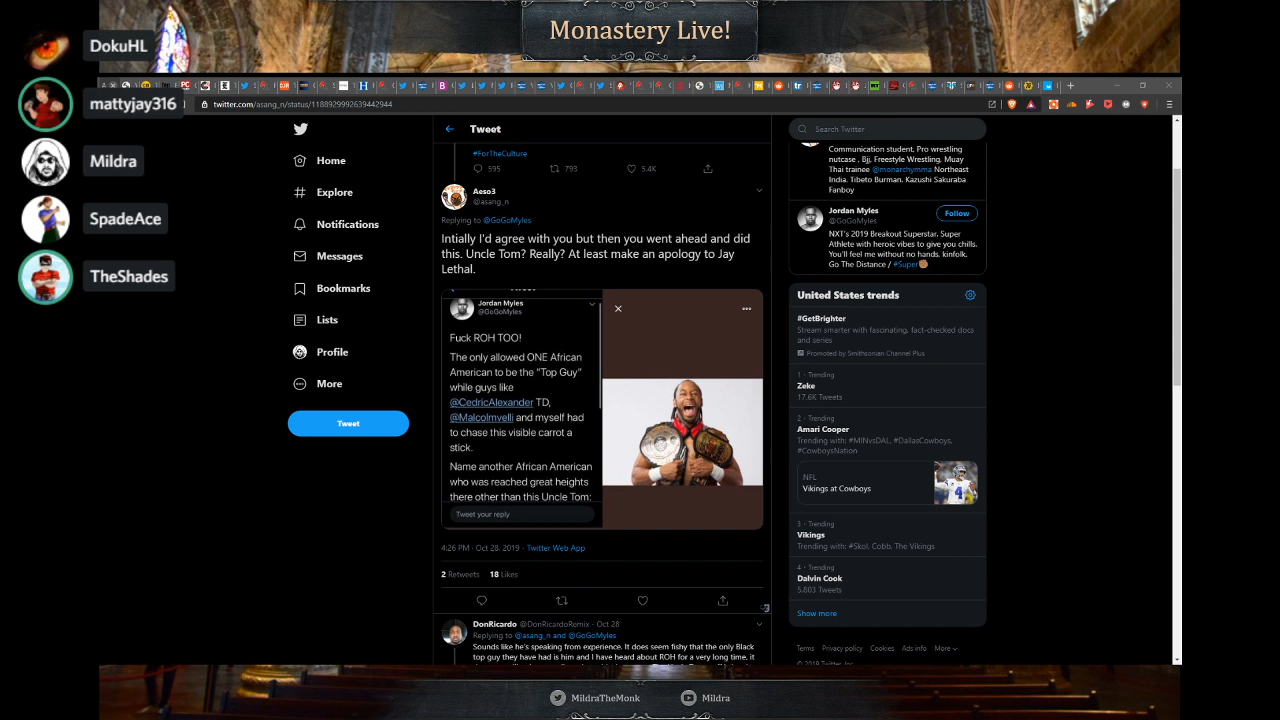 Monastery Live!
DokuHL
mattyjay316
Mildra
SpadeAce
TheShades
twitter.com/asang_n/status/1188929992639442944
Home
Explore
Notifications
Messages
Bookmarks
Lists
Profile
More
Tweet
Tweet
#ForTheCulture
595
793
5.4K
Aeso3
@asang_n
Replying to @GoGoMyles
Intially I'd agree with you but then you went ahead and did
this. Uncle Tom? Really? At least make an apology to Jay
Lethal.
Jordan Myles
@GoGoMyles
Fuck ROH TOO!
The only allowed ONE African
American to be the "Top Guy"
while guys like
@CedricAlexander TD,
@Malcolmvelli and myself had
to chase this visible carrot a
stick.
Name another African American
who was reached great heights
there other than this Uncle Tom:
Tweet your reply
4:26 PM · Oct 28, 2019 · Twitter Web App
2 Retweets 18 Likes
DonRicardo @DonRicardoRemix · Oct 28
Replying to @asang_n and @GoGoMyles
Sounds like he's speaking from experience. It does seem fishy that the only Black
top guy they have had is him and I have heard about ROH for a very long time, it
Search Twitter
Communication student, Pro wrestling
nutcase , Bjj, Freestyle Wrestling, Muay
Thai trainee @monarchymma Northeast
India. Tibeto Burman. Kazushi Sakuraba
Fanboy
Jordan Myles
@GoGoMyles
Follow
NXT's 2019 Breakout Superstar. Super
Athlete with heroic vibes to give you chills.
You'll feel me without no hands, kinfolk.
Go The Distance / #Super
United States trends
#GetBrighter
Stream smarter with fascinating, fact-checked docs
and series
Promoted by Smithsonian Channel Plus
1 · Trending
Zeke
17.6K Tweets
2 · Trending
Amari Cooper
Trending with: #MINvsDAL, #DallasCowboys,
#CowboysNation
NFL
Vikings at Cowboys
3 · Trending
Vikings
Trending with: #Skol, Cobb, The Vikings
4 · Trending
Dalvin Cook
5,803 Tweets
Show more
Terms Privacy policy Cookies Ads info More
© 2019 Twitter, Inc.
MildraTheMonk
Mildra